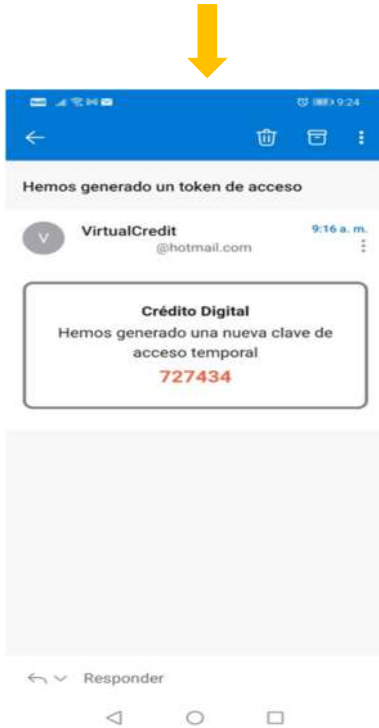 9:24
Hemos generado un token de acceso
V
VirtualCredit
9:16 a. m.
@hotmail.com
Crédito Digital
Hemos generado una nueva clave de
acceso temporal
727434
Responder